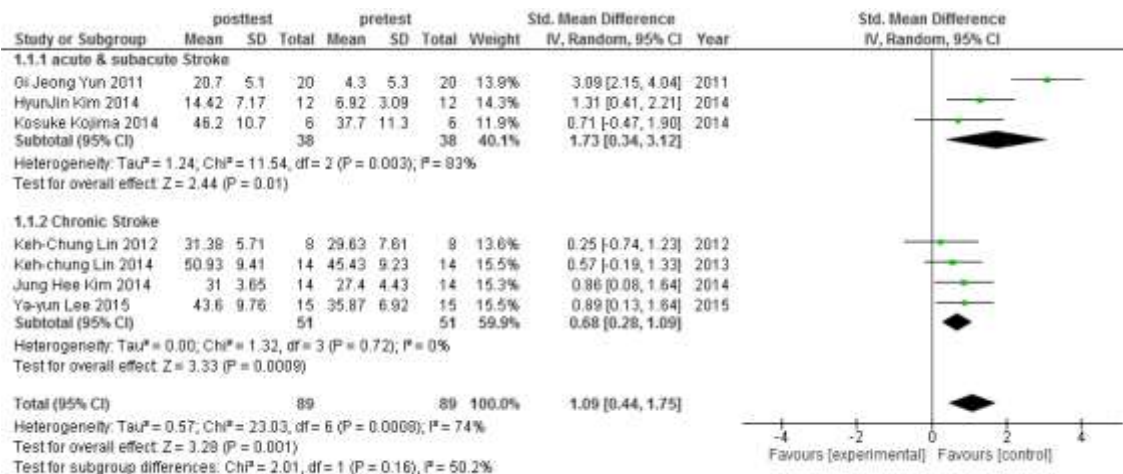 posttest pretest Std. Mean Difference Std. Mean Difference
Study or Subgroup Mean SD Total Mean SD Total Weight IV, Random, 95% CI Year IV, Random, 95% CI
1.1.1 acute & subacute Stroke
Gi Jeong Yun 2011 20.7 5.1 20 4.3 5.3 20 13.9% 3.09 [2.15, 4.04] 2011
HyunJin Kim 2014 14.42 7.17 12 6.92 3.09 12 14.3% 1.31 [0.41, 2.21] 2014
Kosuke Kojima 2014 46.2 10.7 6 37.7 11.3 6 11.9% 0.71 [-0.47, 1.90] 2014
Subtotal (95% CI) 38 38 40.1% 1.73 [0.34, 3.12]
Heterogeneity: Tau² = 1.24; Chi² = 11.54, df = 2 (P = 0.003); I² = 83%
Test for overall effect: Z = 2.44 (P = 0.01)
1.1.2 Chronic Stroke
Keh-Chung Lin 2012 31.38 5.71 8 29.63 7.61 8 13.6% 0.25 [-0.74, 1.23] 2012
Keh-chung Lin 2014 50.93 9.41 14 45.43 9.23 14 15.5% 0.57 [-0.19, 1.33] 2013
Jung Hee Kim 2014 31 3.65 14 27.4 4.43 14 15.3% 0.86 [0.08, 1.64] 2014
Ya-yun Lee 2015 43.6 9.76 15 35.87 6.92 15 15.5% 0.89 [0.13, 1.64] 2015
Subtotal (95% CI) 51 51 59.9% 0.68 [0.28, 1.09]
Heterogeneity: Tau² = 0.00; Chi² = 1.32, df = 3 (P = 0.72); I² = 0%
Test for overall effect: Z = 3.33 (P = 0.0009)
Total (95% CI) 89 89 100.0% 1.09 [0.44, 1.75]
Heterogeneity: Tau² = 0.57; Chi² = 23.03, df = 6 (P = 0.0008); I² = 74%
Test for overall effect: Z = 3.28 (P = 0.001)
Test for subgroup differences: Chi² = 2.01, df = 1 (P = 0.16), I² = 50.2%
-4 -2 0 2 4
Favours [experimental] Favours [control]